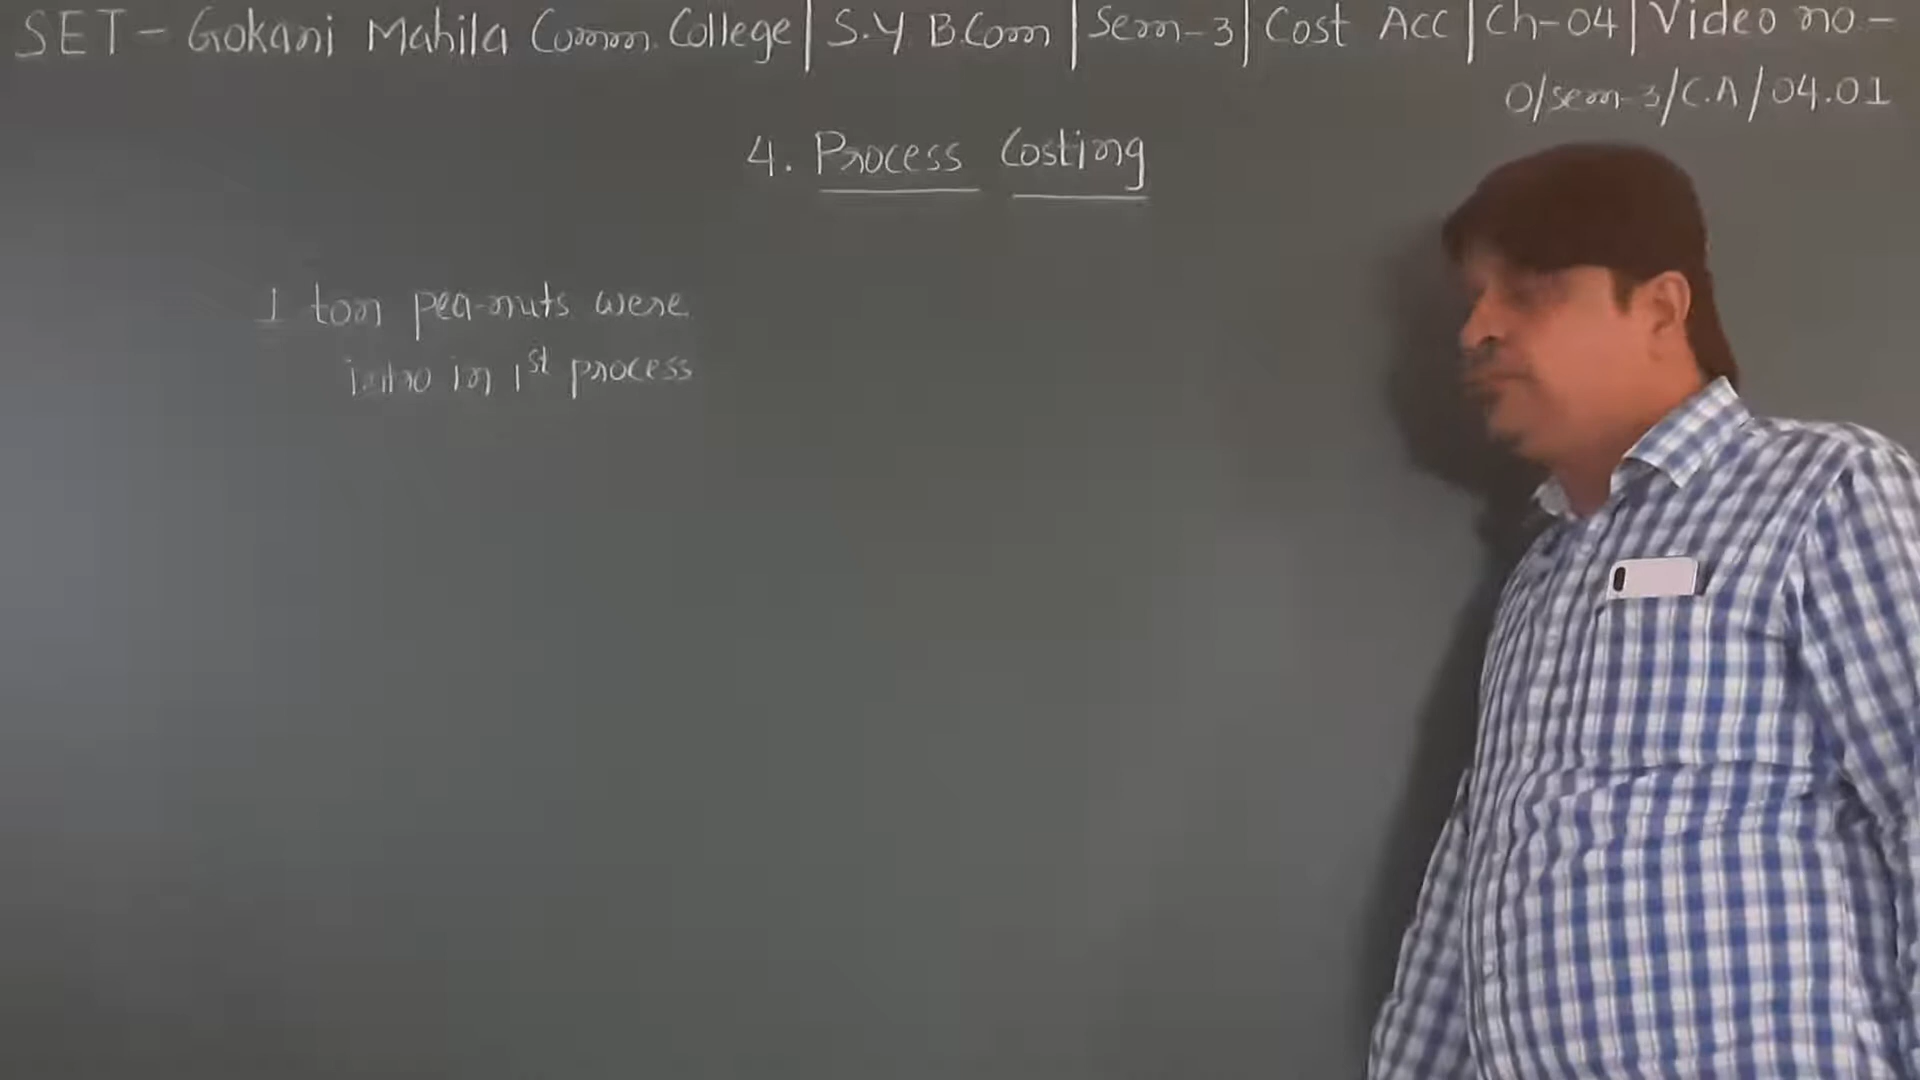 SET - Gokani Mahila Comm. College | S.Y B.Com | Sem-3 | Cost Acc | Ch-04 | Video no -
O/sem-3/C.A/04.01
4. Process Costing
1 ton pea-nuts were
intro in 1st process